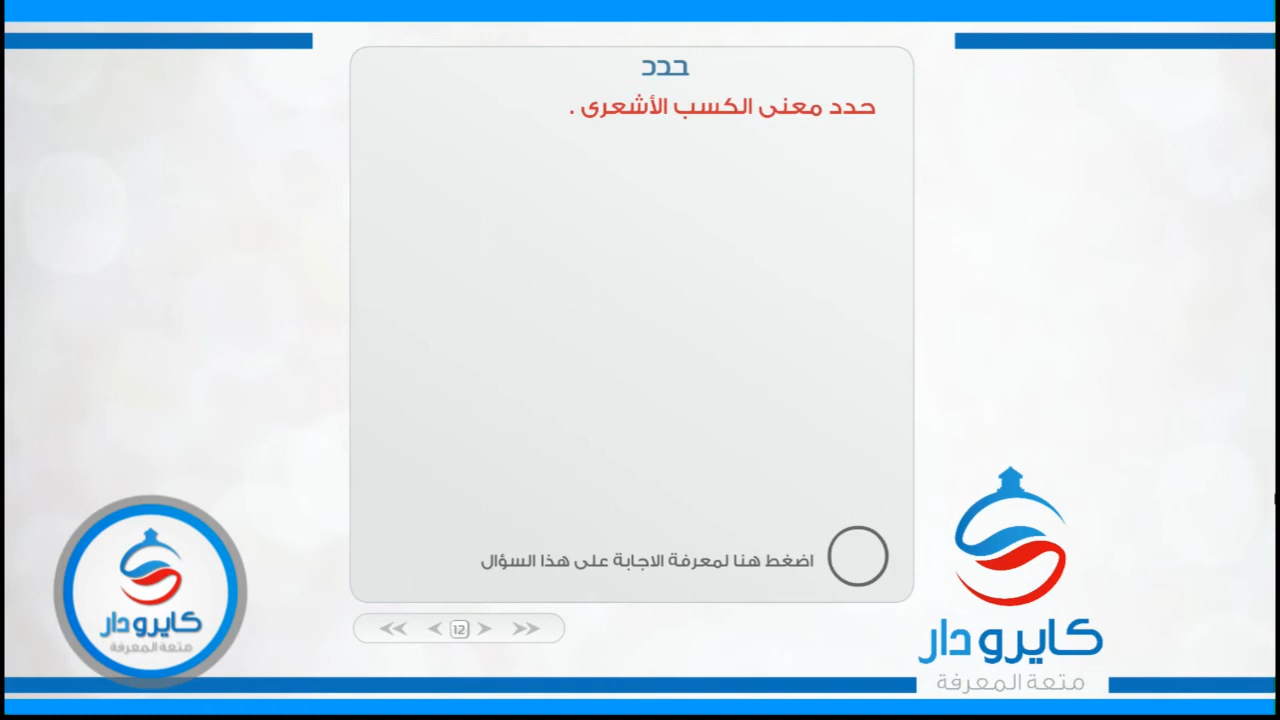 حدد
حدد معنى الكسب الأشعرى .
اضغط هنا لمعرفة الاجابة على هذا السؤال
12
كايرو دار
متعة المعرفة
كايرو دار
متعة المعرفة